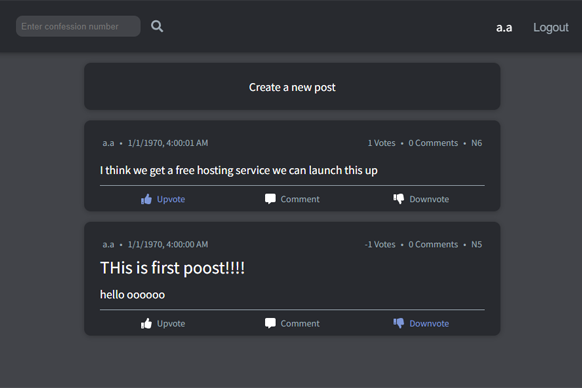 Enter confession number
a.a Logout
Create a new post
a.a • 1/1/1970, 4:00:01 AM 1 Votes • 0 Comments • N6
I think we get a free hosting service we can launch this up
Upvote Comment Downvote
a.a • 1/1/1970, 4:00:00 AM -1 Votes • 0 Comments • N5
THis is first poost!!!!
hello oooooo
Upvote Comment Downvote